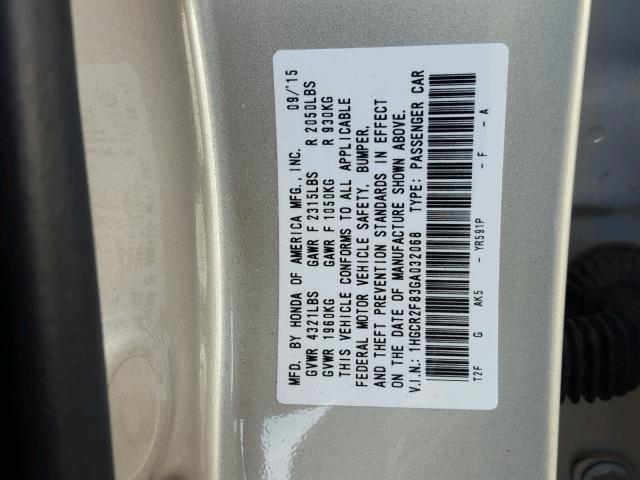 MFD. BY HONDA OF AMERICA MFG., INC. 09/'15
GVWR 4321LBS GAWR F 2315LBS R 2050LBS
GVWR 1960KG GAWR F 1050KG R 930KG
THIS VEHICLE CONFORMS TO ALL APPLICABLE
FEDERAL MOTOR VEHICLE SAFETY, BUMPER,
AND THEFT PREVENTION STANDARDS IN EFFECT
ON THE DATE OF MANUFACTURE SHOWN ABOVE.
V.I.N.: 1HGCR2F83GA032068 TYPE: PASSENGER CAR
T2F G AK5 - YR591P - F - A